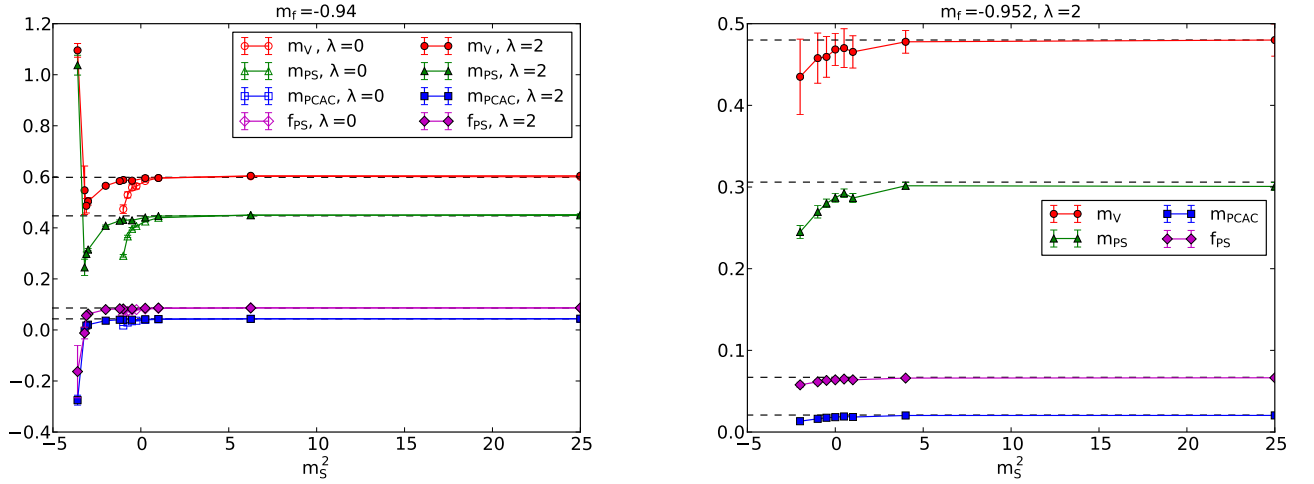 m_f=-0.94
1.2
1.0
0.8
0.6
0.4
0.2
0.0
−0.2
−0.4
−5
0
5
10
15
20
25
m_S^2
m_V , λ=0
m_PS, λ=0
m_PCAC, λ=0
f_PS, λ=0
m_V , λ=2
m_PS, λ=2
m_PCAC, λ=2
f_PS, λ=2
m_f=-0.952, λ=2
0.5
0.4
0.3
0.2
0.1
0.0
−5
0
5
10
15
20
25
m_S^2
m_V
m_PS
m_PCAC
f_PS